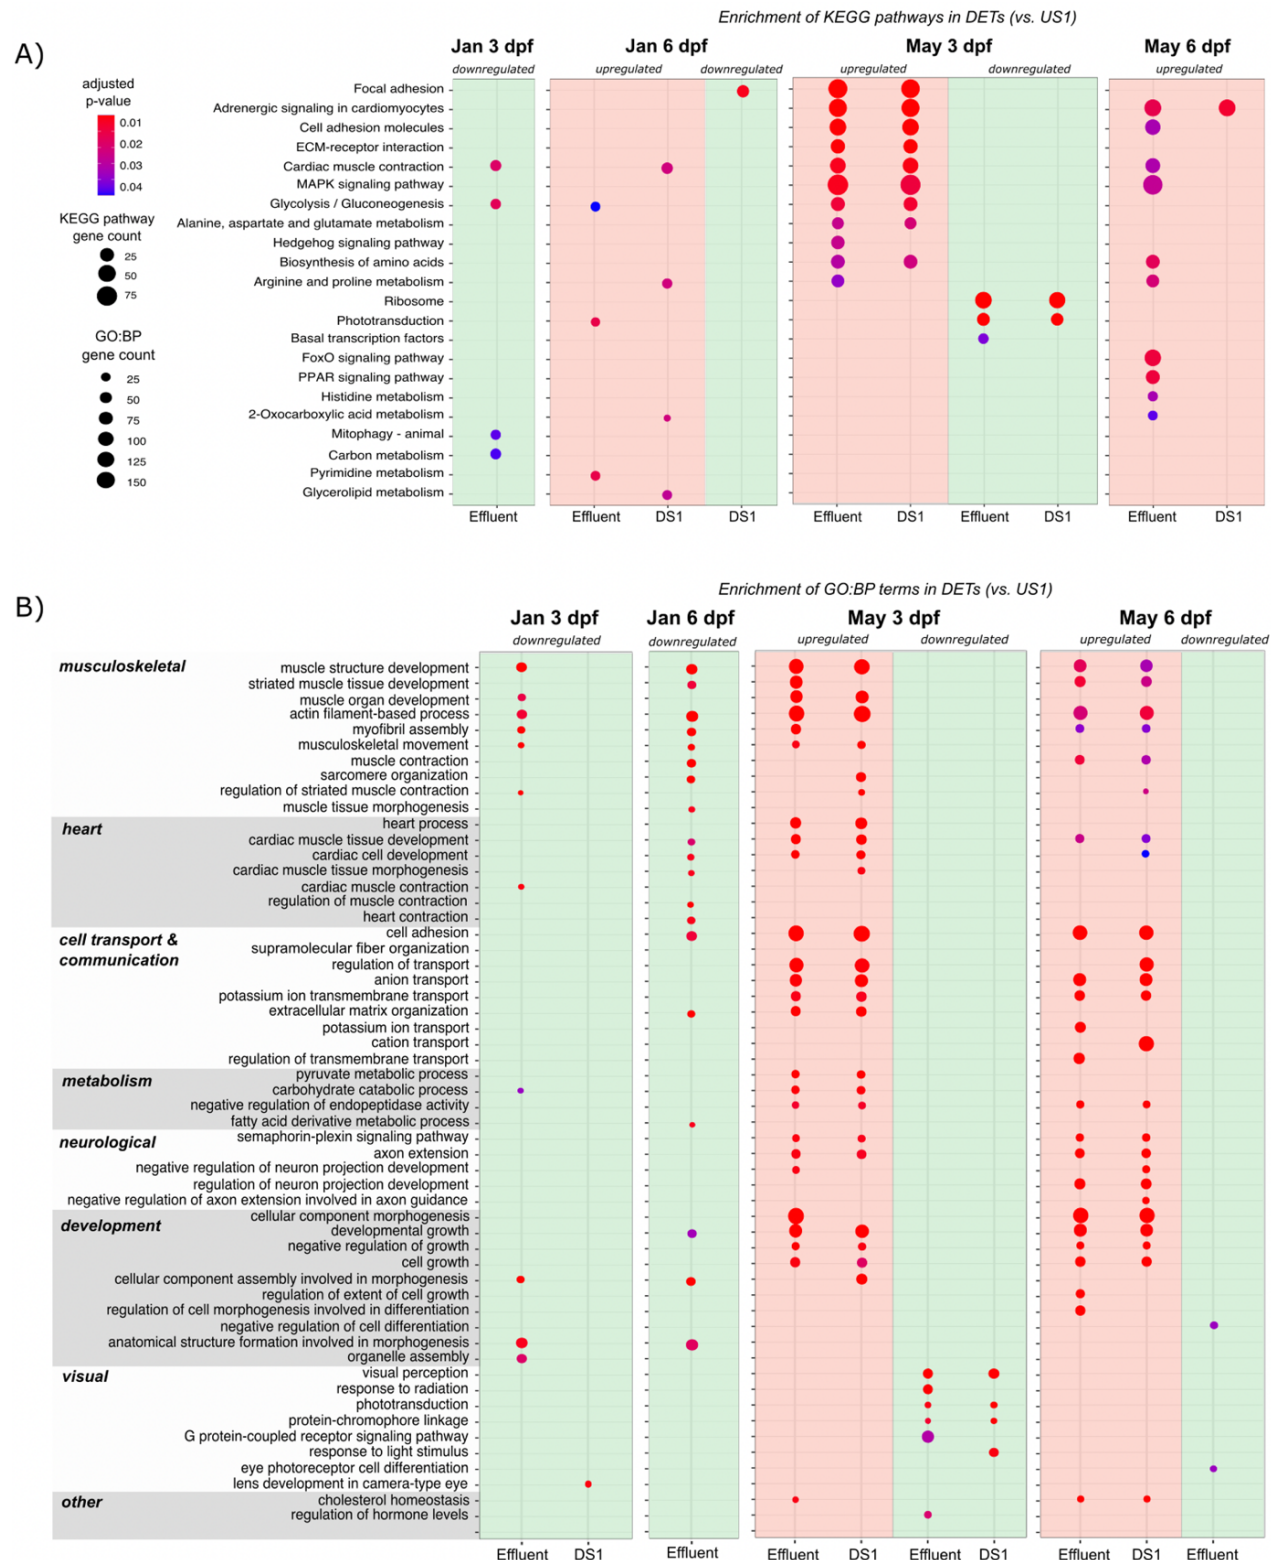 Enrichment of KEGG pathways in DETs (vs. US1)
A)
Jan 3 dpf Jan 6 dpf May 3 dpf May 6 dpf
downregulated upregulated downregulated upregulated downregulated upregulated
adjusted
p-value
0.01
0.02
0.03
0.04
KEGG pathway
gene count
25
50
75
GO:BP
gene count
25
50
75
100
125
150
Focal adhesion
Adrenergic signaling in cardiomyocytes
Cell adhesion molecules
ECM-receptor interaction
Cardiac muscle contraction
MAPK signaling pathway
Glycolysis / Gluconeogenesis
Alanine, aspartate and glutamate metabolism
Hedgehog signaling pathway
Biosynthesis of amino acids
Arginine and proline metabolism
Ribosome
Phototransduction
Basal transcription factors
FoxO signaling pathway
PPAR signaling pathway
Histidine metabolism
2-Oxocarboxylic acid metabolism
Mitophagy - animal
Carbon metabolism
Pyrimidine metabolism
Glycerolipid metabolism
Effluent Effluent DS1 DS1 Effluent DS1 Effluent DS1 Effluent DS1
Enrichment of GO:BP terms in DETs (vs. US1)
B)
Jan 3 dpf Jan 6 dpf May 3 dpf May 6 dpf
downregulated downregulated upregulated downregulated upregulated downregulated
musculoskeletal
muscle structure development
striated muscle tissue development
muscle organ development
actin filament-based process
myofibril assembly
musculoskeletal movement
muscle contraction
sarcomere organization
regulation of striated muscle contraction
muscle tissue morphogenesis
heart
heart process
cardiac muscle tissue development
cardiac cell development
cardiac muscle tissue morphogenesis
cardiac muscle contraction
regulation of muscle contraction
heart contraction
cell transport &
communication
cell adhesion
supramolecular fiber organization
regulation of transport
anion transport
potassium ion transmembrane transport
extracellular matrix organization
potassium ion transport
cation transport
regulation of transmembrane transport
metabolism
pyruvate metabolic process
carbohydrate catabolic process
negative regulation of endopeptidase activity
fatty acid derivative metabolic process
neurological
semaphorin-plexin signaling pathway
axon extension
negative regulation of neuron projection development
regulation of neuron projection development
negative regulation of axon extension involved in axon guidance
development
cellular component morphogenesis
developmental growth
negative regulation of growth
cell growth
cellular component assembly involved in morphogenesis
regulation of extent of cell growth
regulation of cell morphogenesis involved in differentiation
negative regulation of cell differentiation
anatomical structure formation involved in morphogenesis
organelle assembly
visual
visual perception
response to radiation
phototransduction
protein-chromophore linkage
G protein-coupled receptor signaling pathway
response to light stimulus
eye photoreceptor cell differentiation
lens development in camera-type eye
other
cholesterol homeostasis
regulation of hormone levels
Effluent DS1 Effluent Effluent DS1 Effluent DS1 Effluent DS1 Effluent